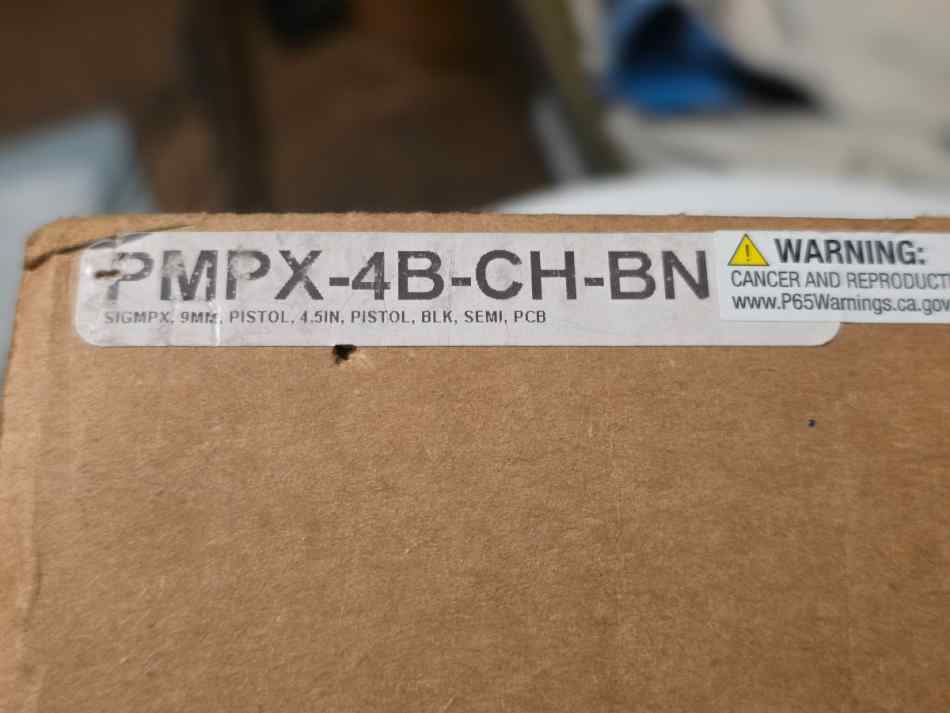 PMPX-4B-CH-BN
SIGMPX, 9MM, PISTOL, 4.5IN, PISTOL, BLK, SEMI, PCB
WARNING:
CANCER AND REPRODUCTI
www.P65Warnings.ca.gov